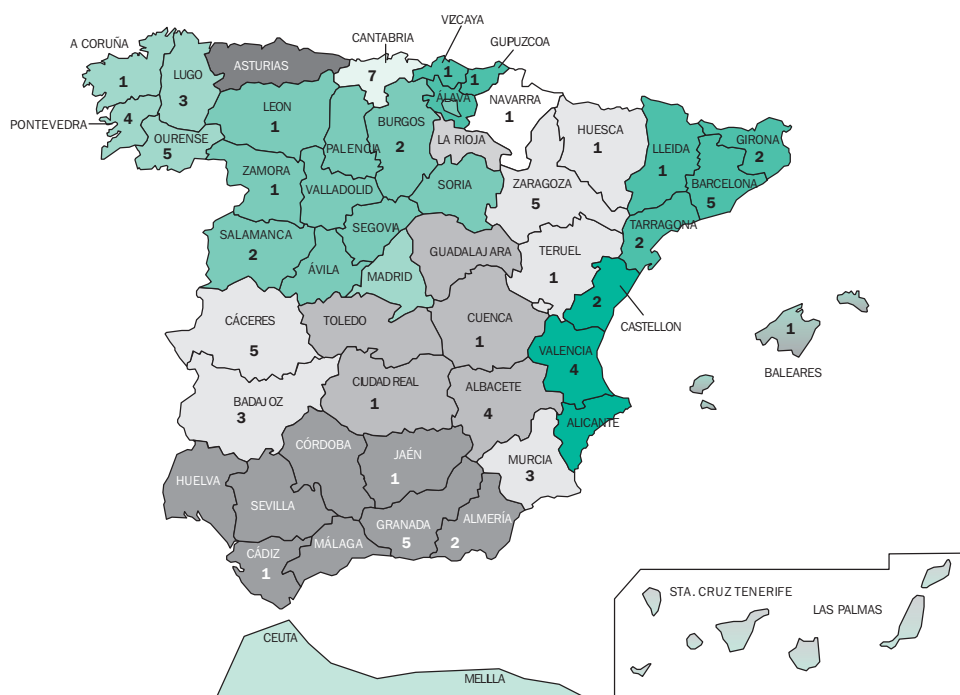 VIZCAYA
CANTABRIA
GUPUZCOA
A CORUÑA
ASTURIAS
1
7
1
LUGO
1
3
LEON
1
ÁLAVA
NAVARRA
1
PONTEVEDRA
4
BURGOS
2
HUESCA
1
OURENSE
5
LA RIOJA
LLEIDA
1
GIRONA
2
PALENCIA
ZAMORA
1
VALLADOLID
SORIA
ZARAGOZA
5
BARCELONA
5
SALAMANCA
2
SEGOVIA
TARRAGONA
2
GUADALAJARA
TERUEL
1
ÁVILA
MADRID
2
CASTELLON
CÁCERES
5
TOLEDO
CUENCA
1
1
BALEARES
VALENCIA
4
BADAJOZ
3
CIUDAD REAL
1
ALBACETE
4
ALICANTE
CÓRDOBA
JAÉN
1
MURCIA
3
HUELVA
SEVILLA
GRANADA
5
ALMERÍA
2
MÁLAGA
CÁDIZ
1
STA. CRUZ TENERIFE
LAS PALMAS
CEUTA
MELILLA